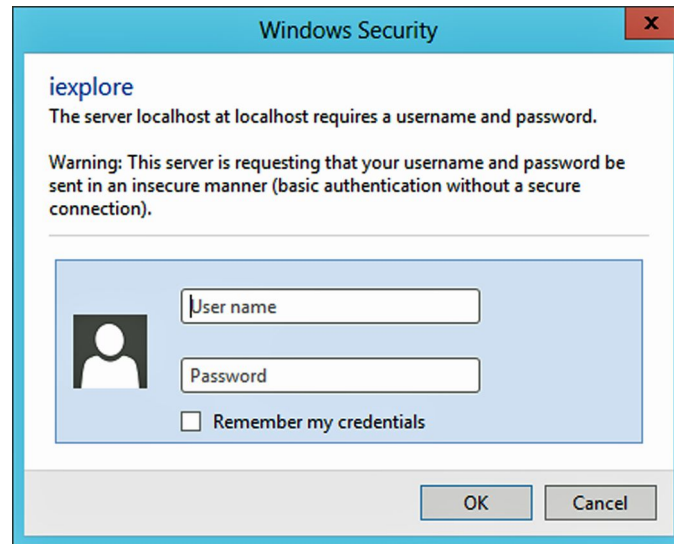 Windows Security
x
iexplore
The server localhost at localhost requires a username and password.
Warning: This server is requesting that your username and password be
sent in an insecure manner (basic authentication without a secure
connection).
User name
Password
Remember my credentials
OK Cancel